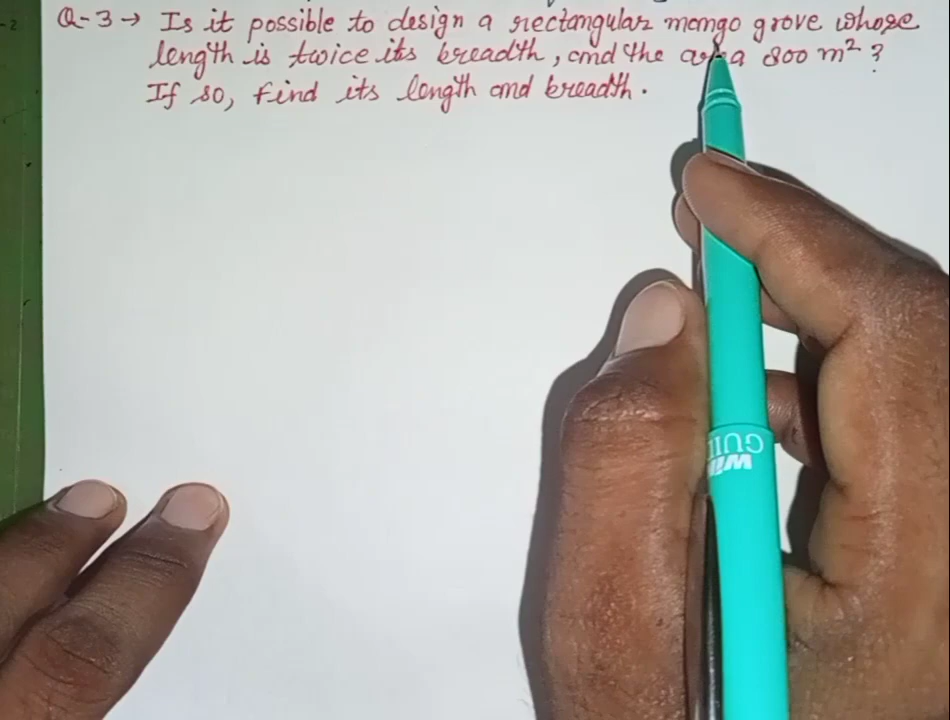 Q-3 → Is it possible to design a rectangular mango grove whose
length is twice its breadth, and the area 800 m² ?
If so, find its length and breadth.